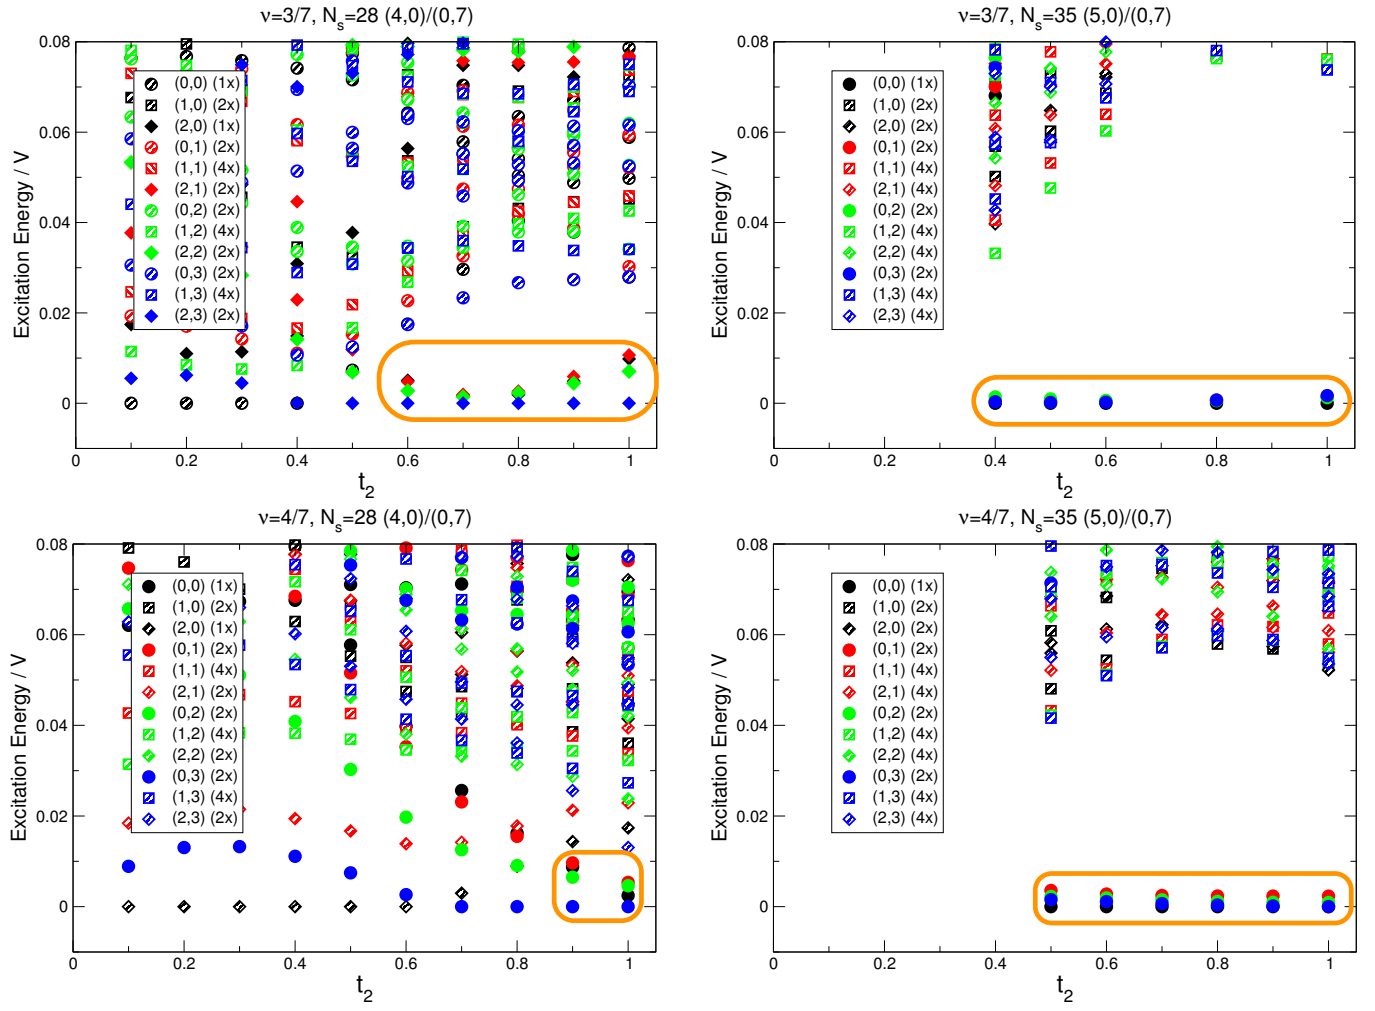 ν=3/7, Ns=28 (4,0)/(0,7)
Excitation Energy / V
0.08
0.06
0.04
0.02
0
(0,0) (1x)
(1,0) (2x)
(2,0) (1x)
(0,1) (2x)
(1,1) (4x)
(2,1) (2x)
(0,2) (2x)
(1,2) (4x)
(2,2) (2x)
(0,3) (2x)
(1,3) (4x)
(2,3) (2x)
0 0.2 0.4 0.6 0.8 1
t2
ν=3/7, Ns=35 (5,0)/(0,7)
Excitation Energy / V
0.08
0.06
0.04
0.02
0
(0,0) (1x)
(1,0) (2x)
(2,0) (2x)
(0,1) (2x)
(1,1) (4x)
(2,1) (4x)
(0,2) (2x)
(1,2) (4x)
(2,2) (4x)
(0,3) (2x)
(1,3) (4x)
(2,3) (4x)
0 0.2 0.4 0.6 0.8 1
t2
ν=4/7, Ns=28 (4,0)/(0,7)
Excitation Energy / V
0.08
0.06
0.04
0.02
0
(0,0) (1x)
(1,0) (2x)
(2,0) (1x)
(0,1) (2x)
(1,1) (4x)
(2,1) (2x)
(0,2) (2x)
(1,2) (4x)
(2,2) (2x)
(0,3) (2x)
(1,3) (4x)
(2,3) (2x)
0 0.2 0.4 0.6 0.8 1
t2
ν=4/7, Ns=35 (5,0)/(0,7)
Excitation Energy / V
0.08
0.06
0.04
0.02
0
(0,0) (1x)
(1,0) (2x)
(2,0) (2x)
(0,1) (2x)
(1,1) (4x)
(2,1) (4x)
(0,2) (2x)
(1,2) (4x)
(2,2) (4x)
(0,3) (2x)
(1,3) (4x)
(2,3) (4x)
0 0.2 0.4 0.6 0.8 1
t2